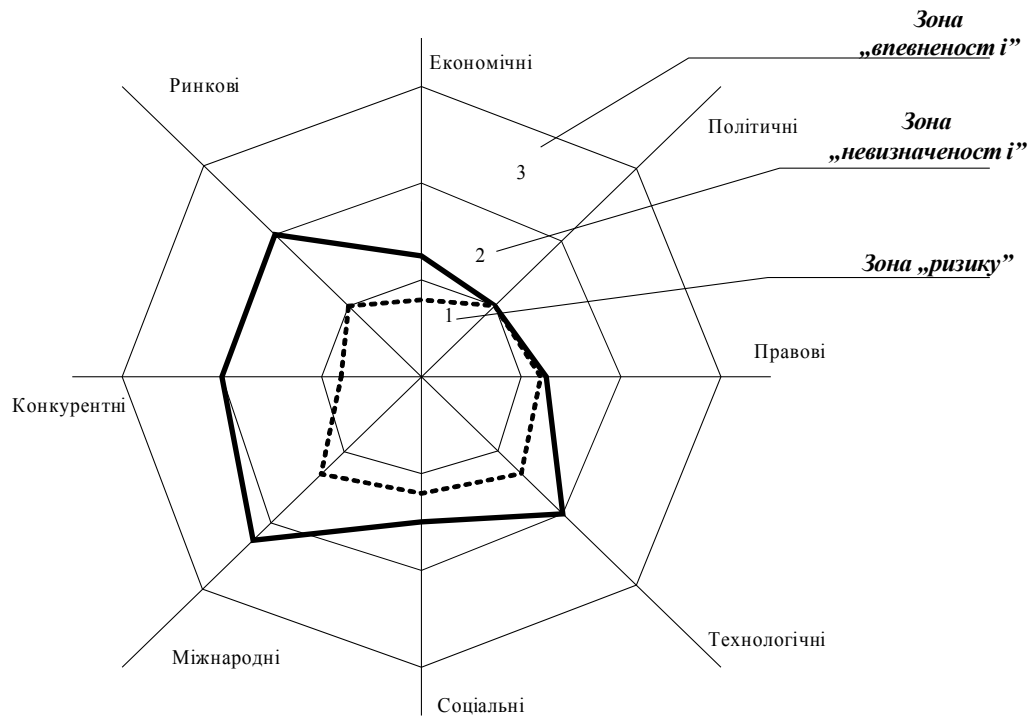 Зона
„впевненост і”
Економічні
Ринкові
Політичні
Зона
„невизначеност і”
3
2
Зона „ризику”
1
Правові
Конкурентні
Технологічні
Міжнародні
Соціальні